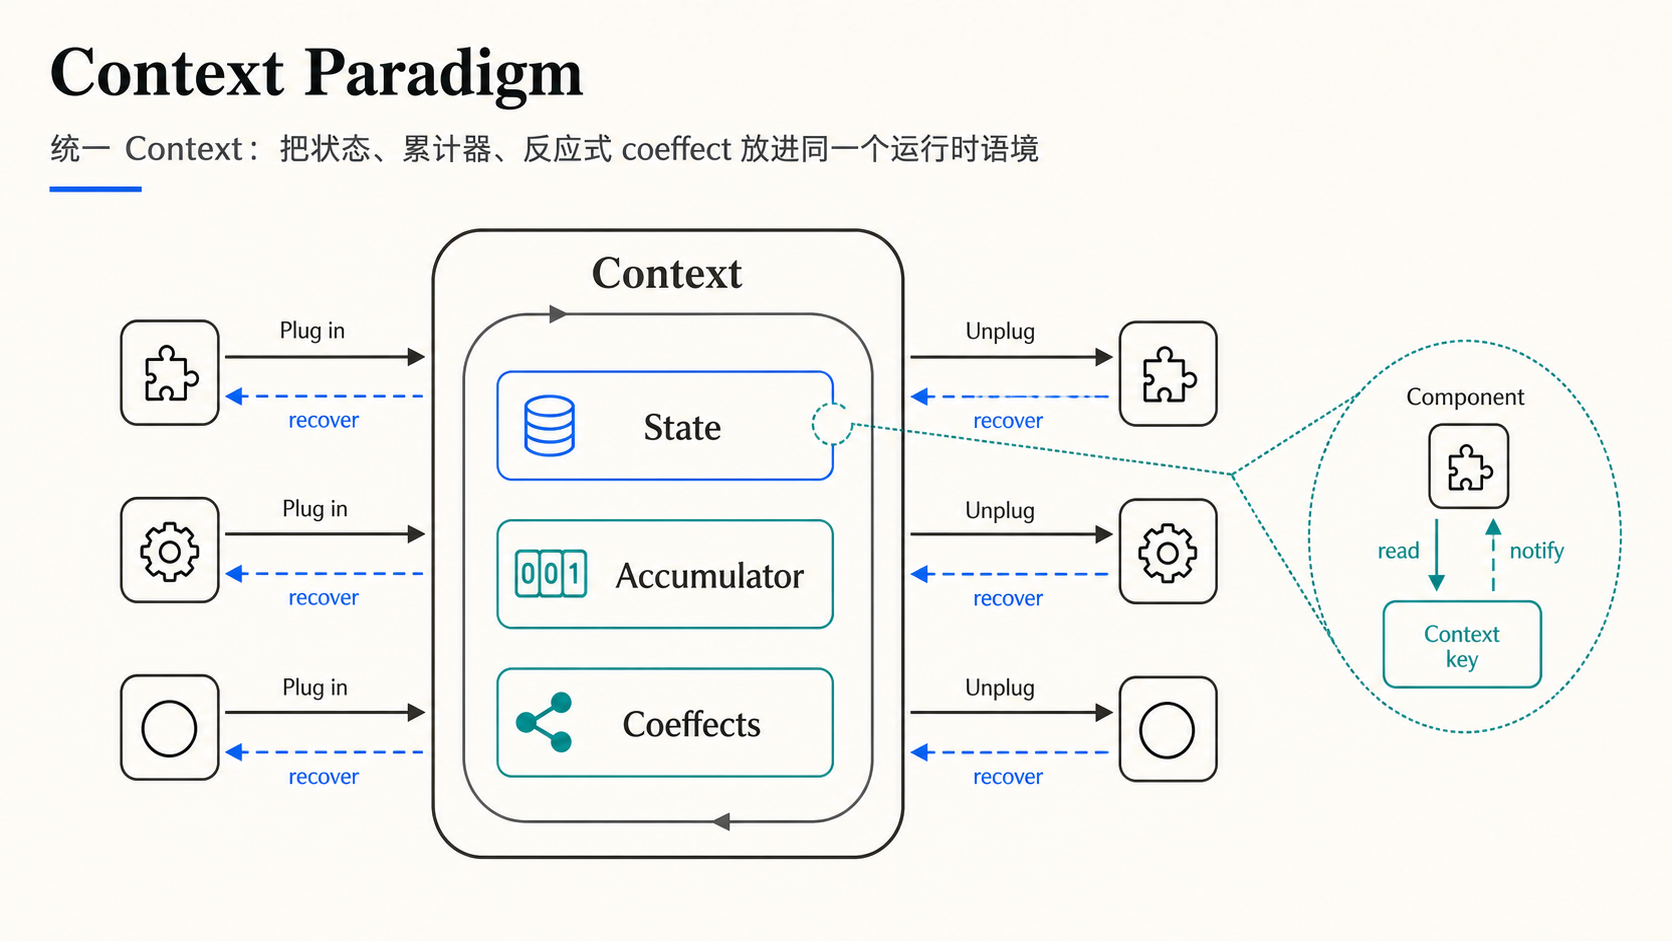 Context Paradigm
统一 Context：把状态、累计器、反应式 coeffect 放进同一个运行时语境
Context
Plug in
recover
State
Unplug
recover
Plug in
recover
001
Accumulator
Unplug
recover
Plug in
recover
Coeffects
Unplug
recover
Component
read
notify
Context
key